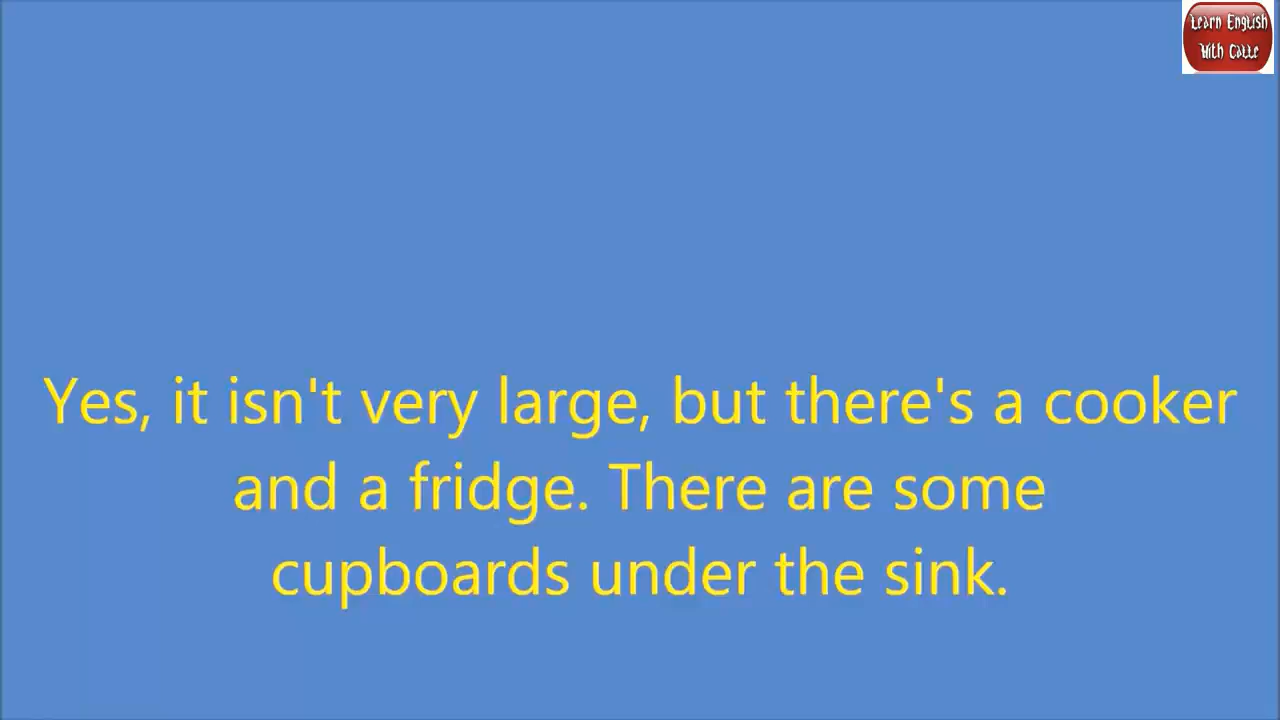 Learn English
With
Yes, it isn't very large, but there's a cooker
and a fridge. There are some
cupboards under the sink.